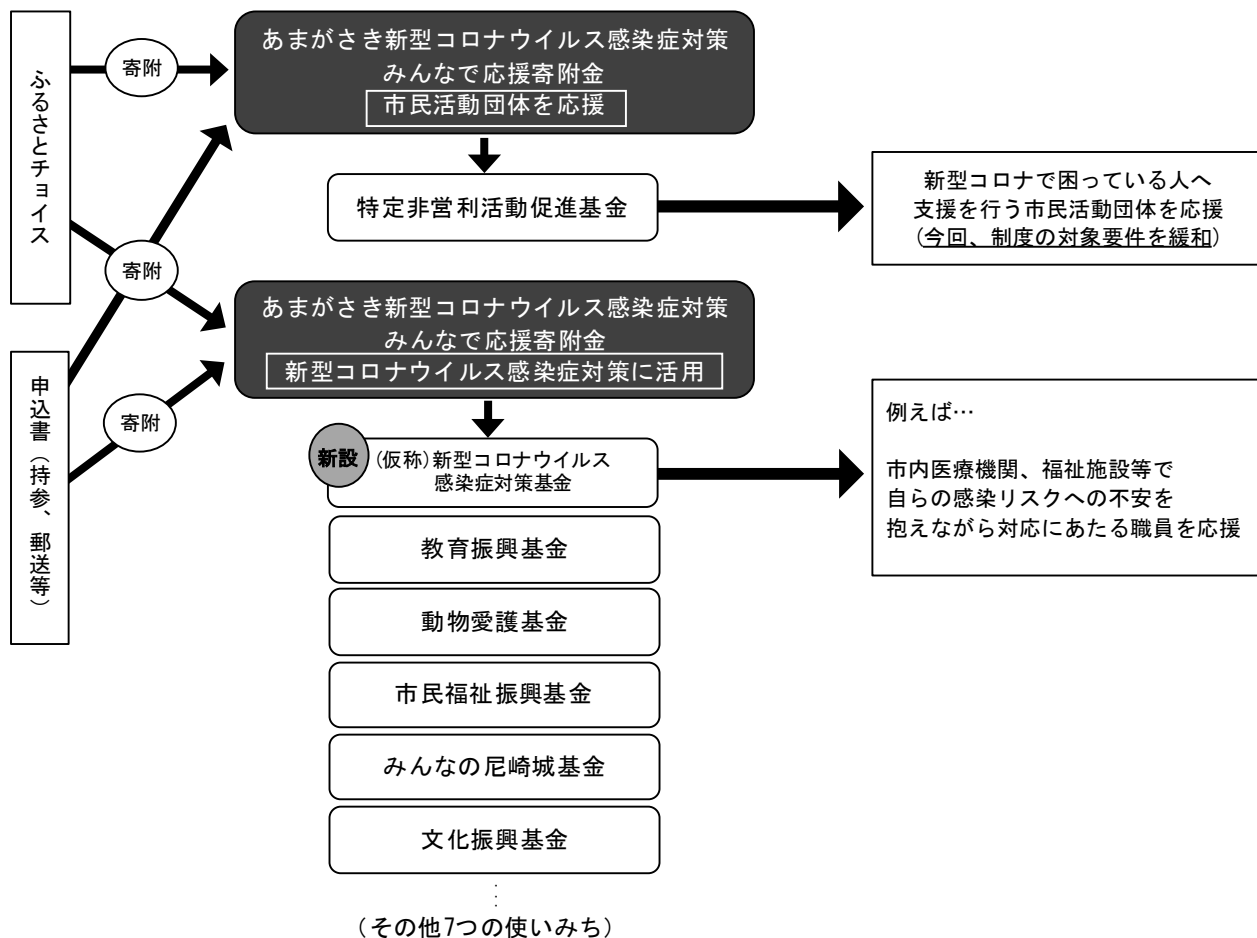 ふるさとチョイス
寄附
あまがさき新型コロナウイルス感染症対策
みんなで応援寄附金
市民活動団体を応援
特定非営利活動促進基金
新型コロナで困っている人へ
支援を行う市民活動団体を応援
(今回、制度の対象要件を緩和)
寄附
申込書(持参、郵送等)
寄附
あまがさき新型コロナウイルス感染症対策
みんなで応援寄附金
新型コロナウイルス感染症対策に活用
新設
(仮称)新型コロナウイルス
感染症対策基金
例えば…
市内医療機関、福祉施設等で
自らの感染リスクへの不安を
抱えながら対応にあたる職員を応援
教育振興基金
動物愛護基金
市民福祉振興基金
みんなの尼崎城基金
文化振興基金
(その他7つの使いみち)